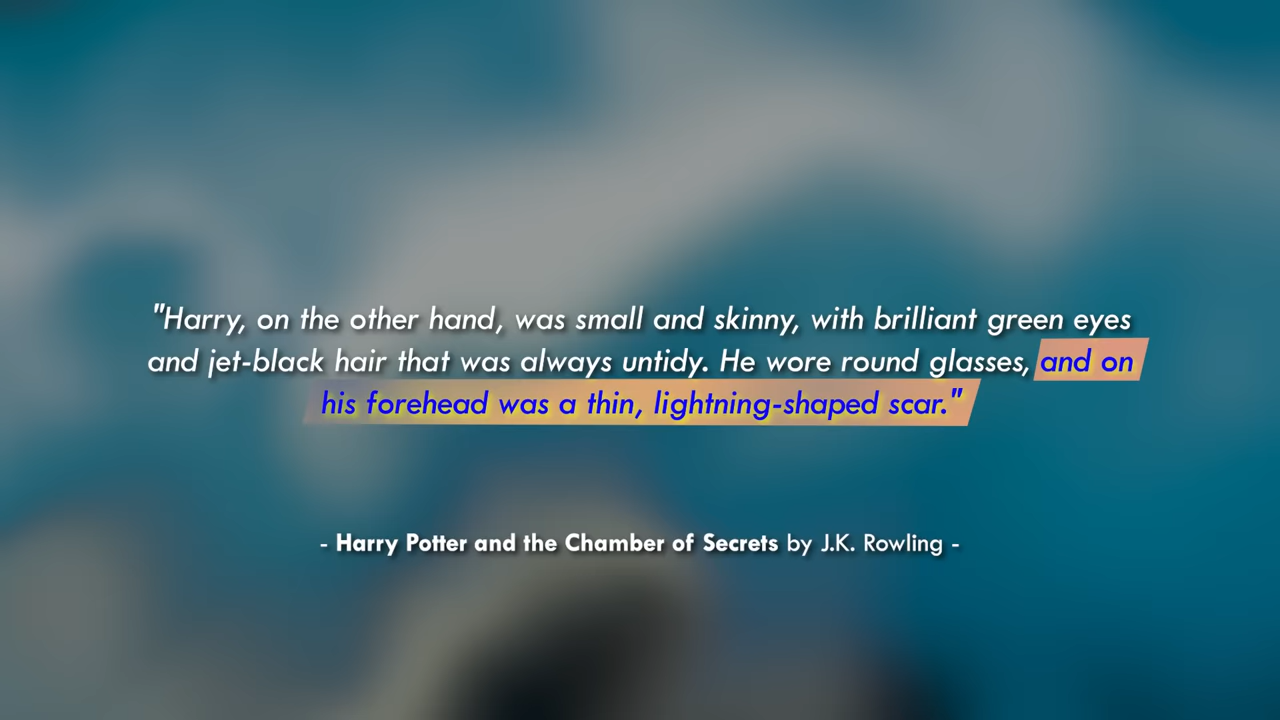 "Harry, on the other hand, was small and skinny, with brilliant green eyes
and jet-black hair that was always untidy. He wore round glasses, and on
his forehead was a thin, lightning-shaped scar."
- Harry Potter and the Chamber of Secrets by J.K. Rowling -